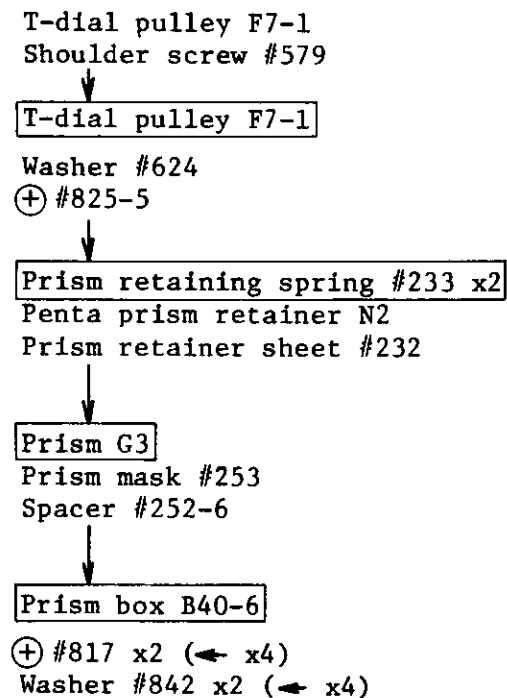 T-dial pulley F7-1
Shoulder screw #579
T-dial pulley F7-1
Washer #624
⊕ #825-5
Prism retaining spring #233 x2
Penta prism retainer N2
Prism retainer sheet #232
Prism G3
Prism mask #253
Spacer #252-6
Prism box B40-6
⊕ #817 x2 (← x4)
Washer #842 x2 (← x4)